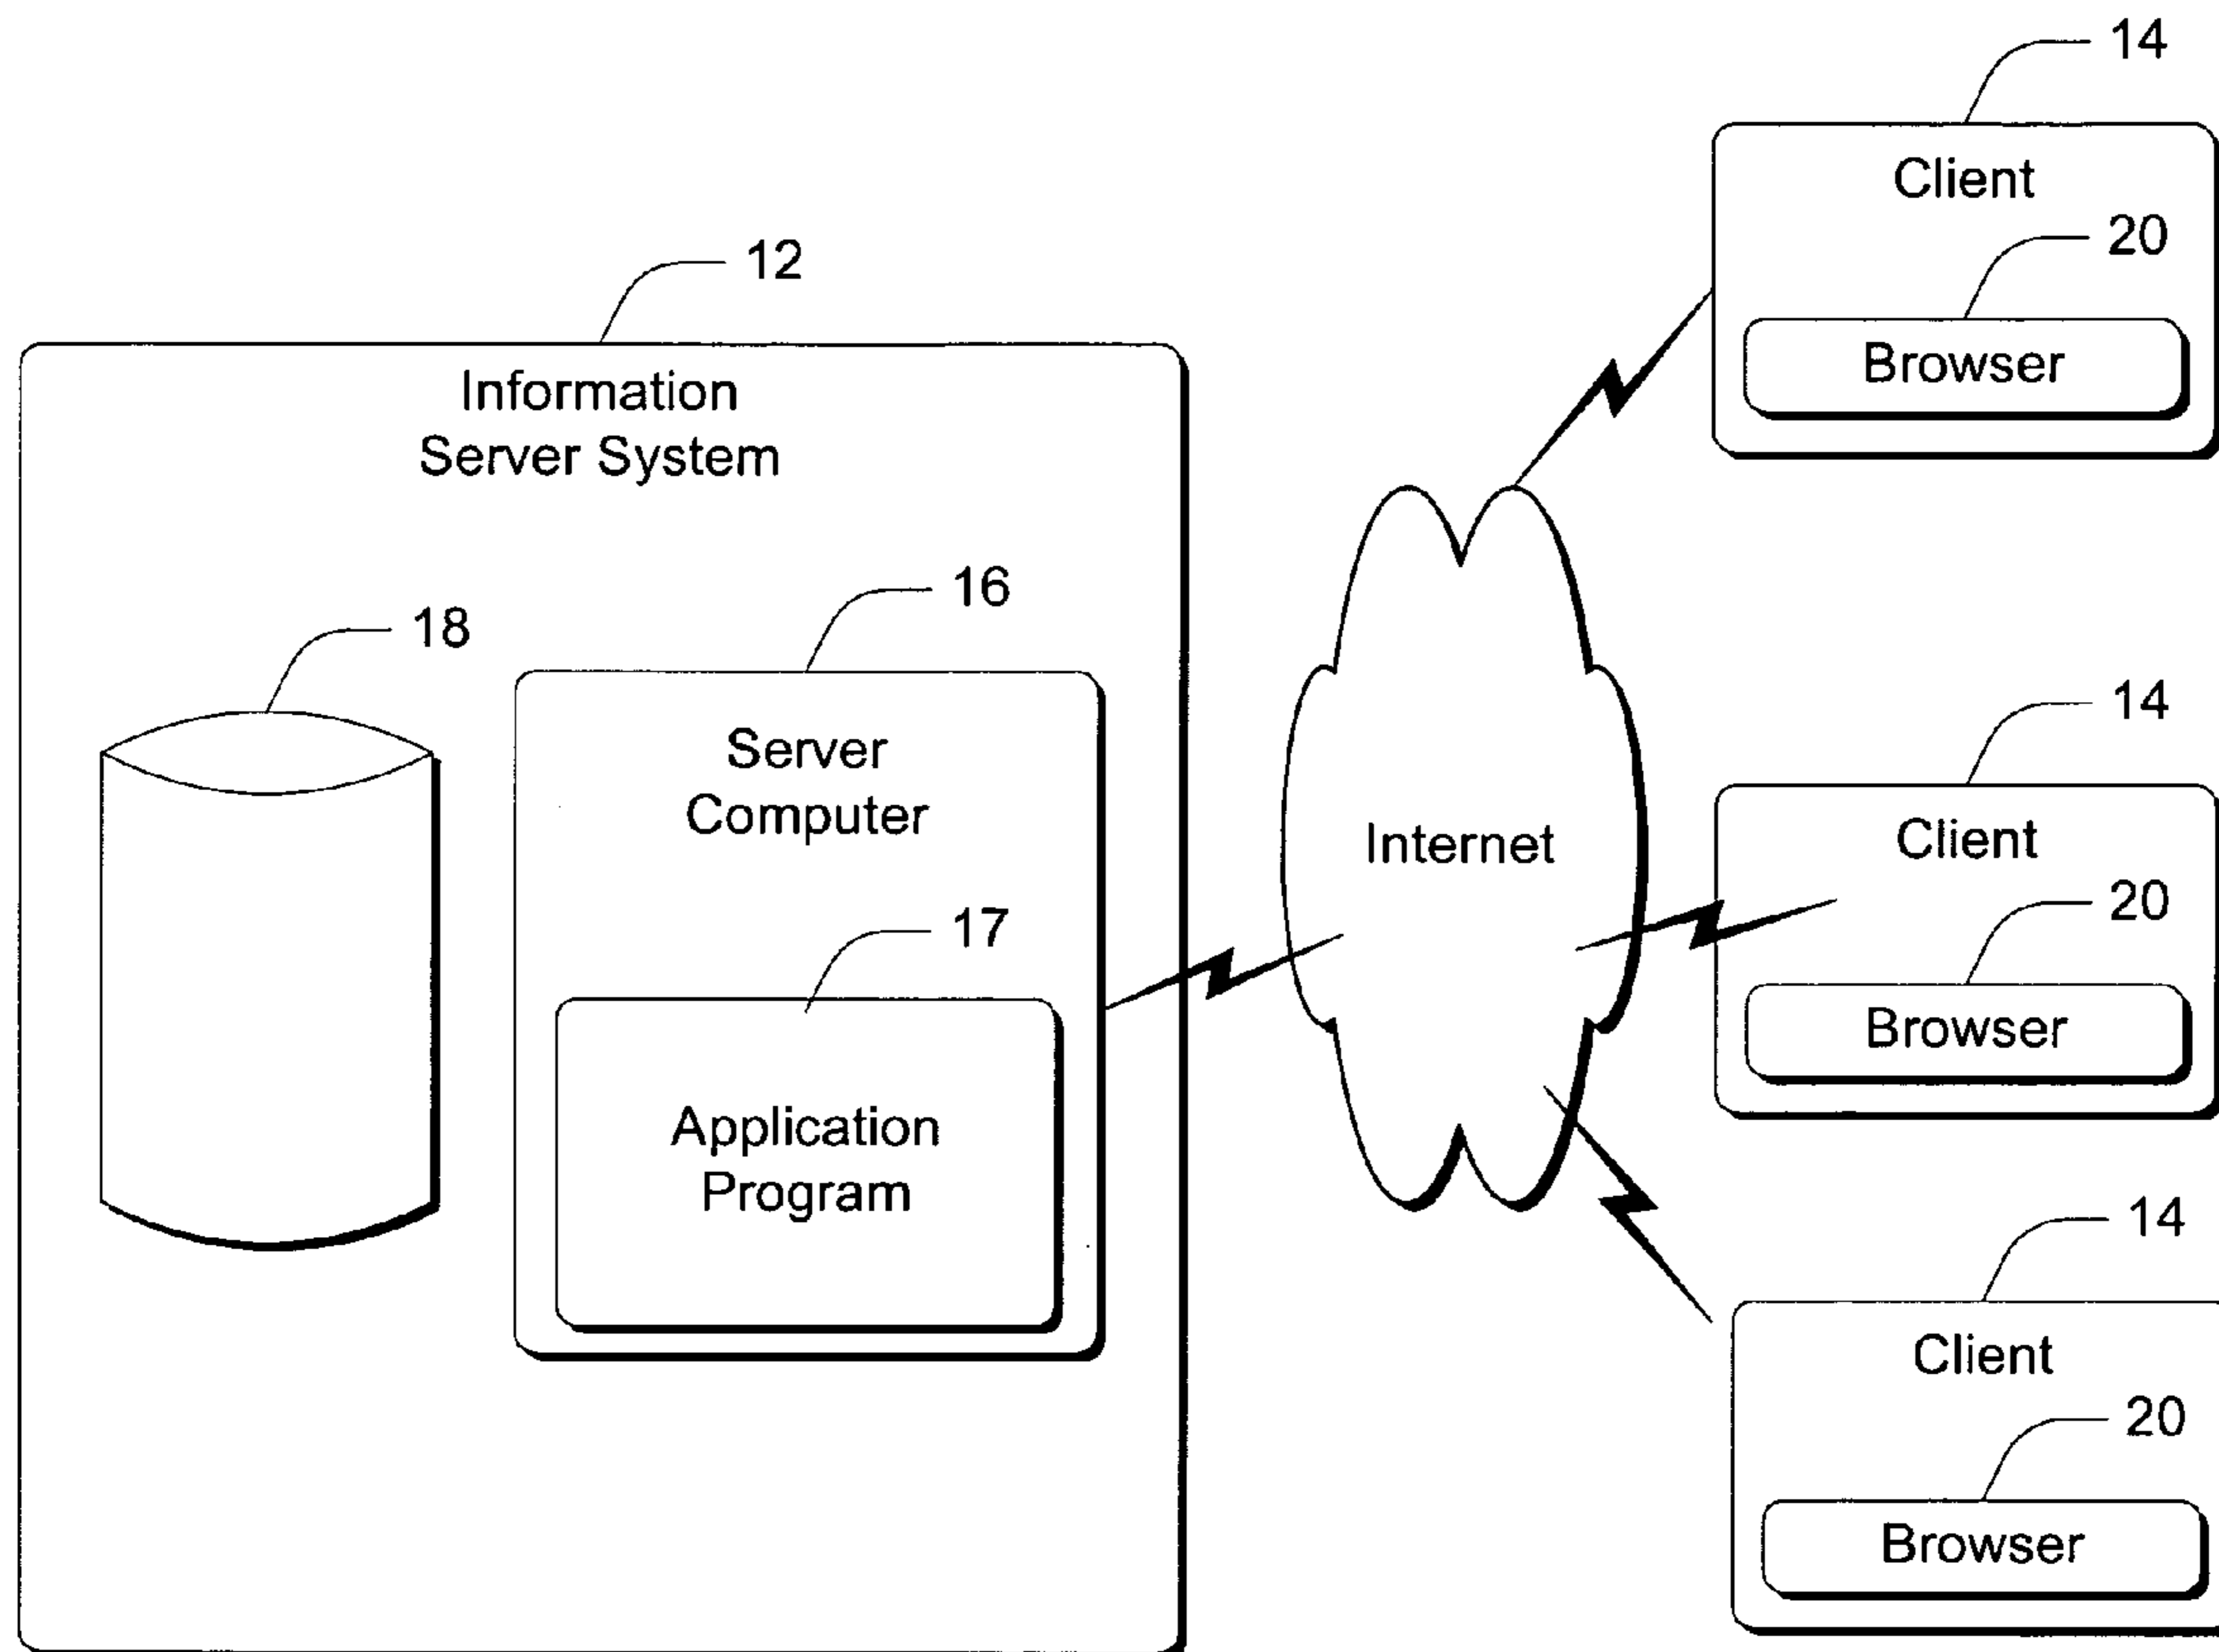 12
Information
Server System
18
16
Server
Computer
17
Application
Program
Internet
14
Client
20
Browser
14
Client
20
Browser
14
Client
20
Browser